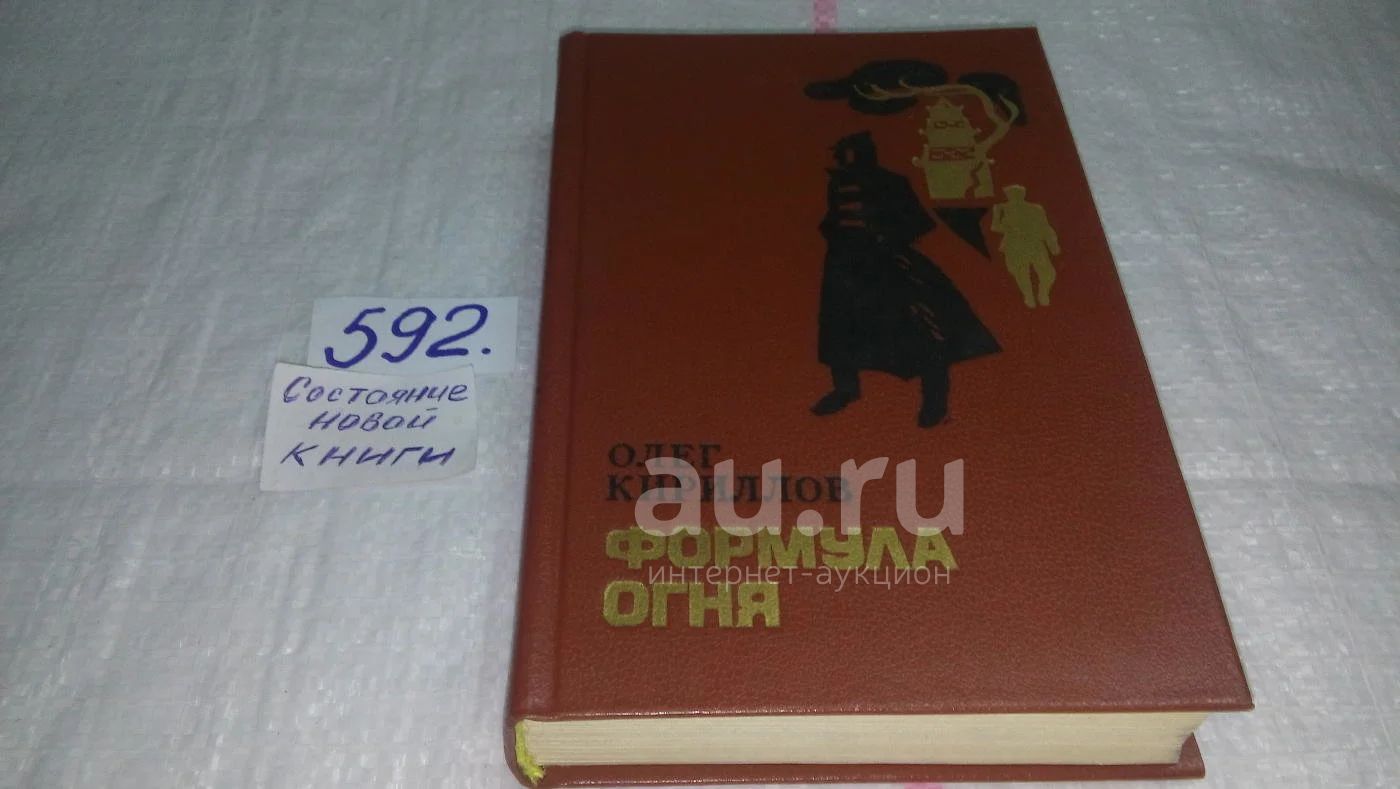 592.
Состояние
новой
книги
ОЛЕГ
КИРИЛЛОВ
ФОРМУЛА
ОГНЯ
au.ru
интернет-аукцион